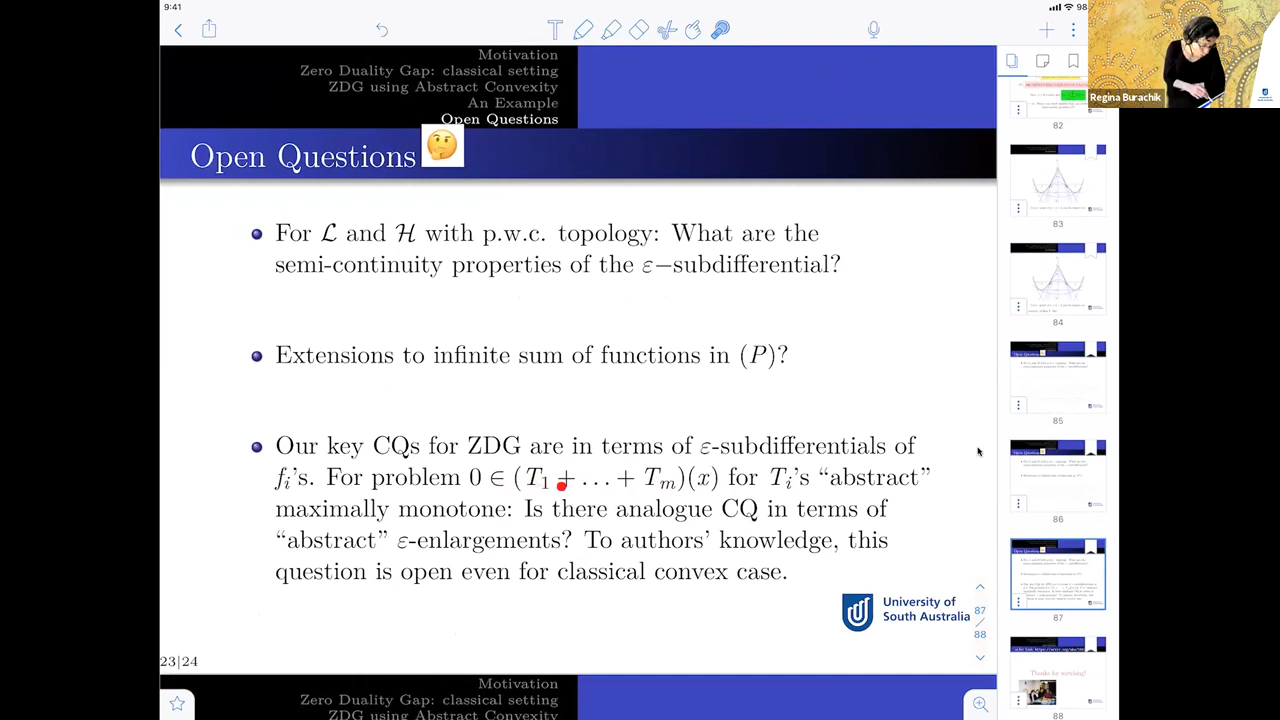 9:41
98
Motivation
Zero Duality Gap: classical setting
ZDG using Abstract Convexity
An Example
Open Questions
Open Questions
For ℒ and ℋ with p.w.c. topology: What are the
semi-continuity properties of the ε−subdifferential?
Extensions to infinite sum of functions in (P)?
Our key CQs for ZDG are in terms of ε-subdifferentials of
fᵢ's. For problem 0 ∈ (T₁ + … + Tₘ)(x) for Tᵢ's “abstract”
maximally monotone: Is there analogue CQ in terms of
“abstract” ε-enlargements? To authors' knowledge, this
question is open even for classical convex case.
University of
South Australia
23|24
Motivation
Zero Duality Gap: classical setting
ZDG using Abstract Convexity
87
/
88
82
83
84
85
86
87
Thanks for surviving!
88
Regina Burachik